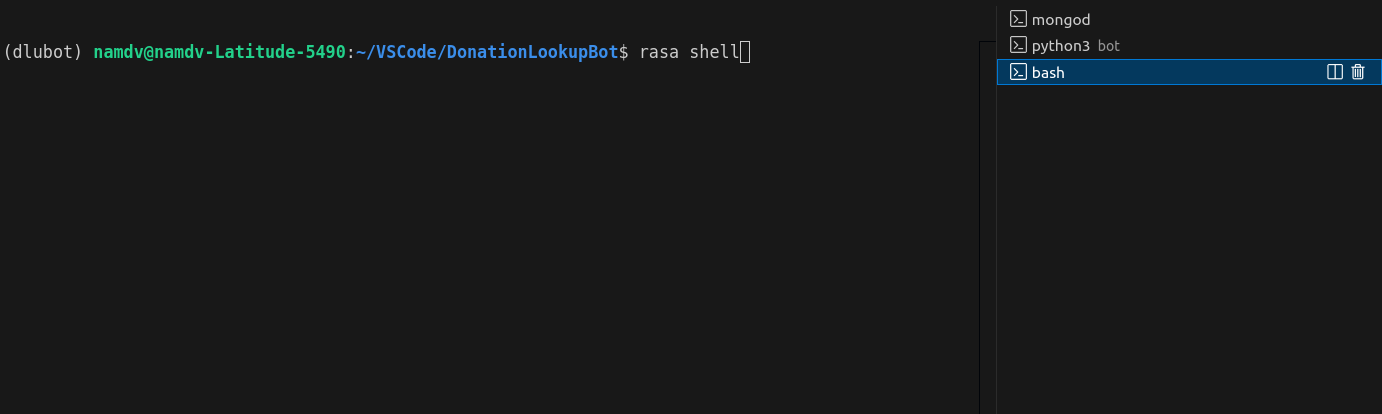 (dlubot) namdv@namdv-Latitude-5490:~/VSCode/DonationLookupBot$ rasa shell
mongod
python3 bot
bash